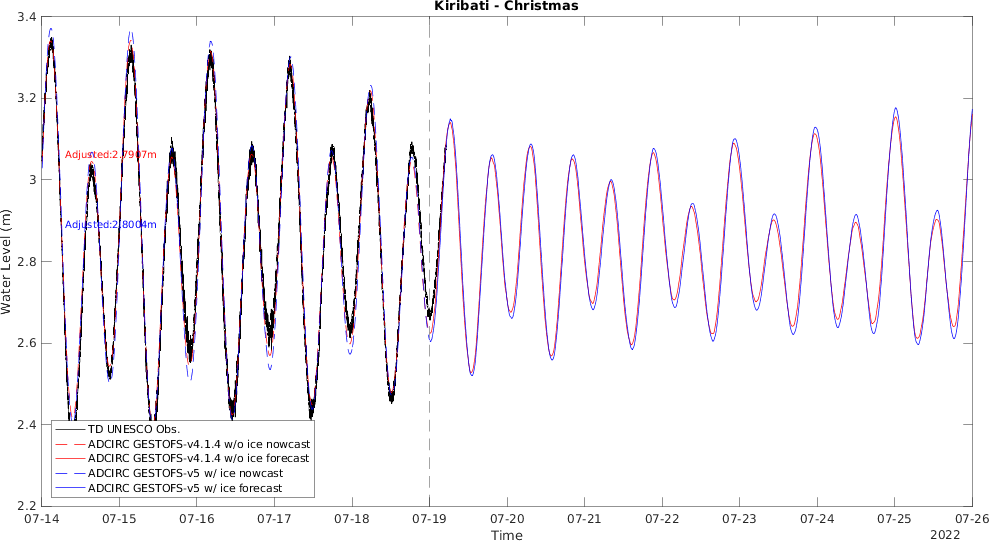 Kiribati - Christmas
3.4
3.2
3
2.8
2.6
2.4
2.2
Water Level (m)
Adjusted:2.7907m
Adjusted:2.8004m
TD UNESCO Obs.
ADCIRC GESTOFS-v4.1.4 w/o ice nowcast
ADCIRC GESTOFS-v4.1.4 w/o ice forecast
ADCIRC GESTOFS-v5 w/ ice nowcast
ADCIRC GESTOFS-v5 w/ ice forecast
07-14 07-15 07-16 07-17 07-18 07-19 07-20 07-21 07-22 07-23 07-24 07-25 07-26
Time
2022